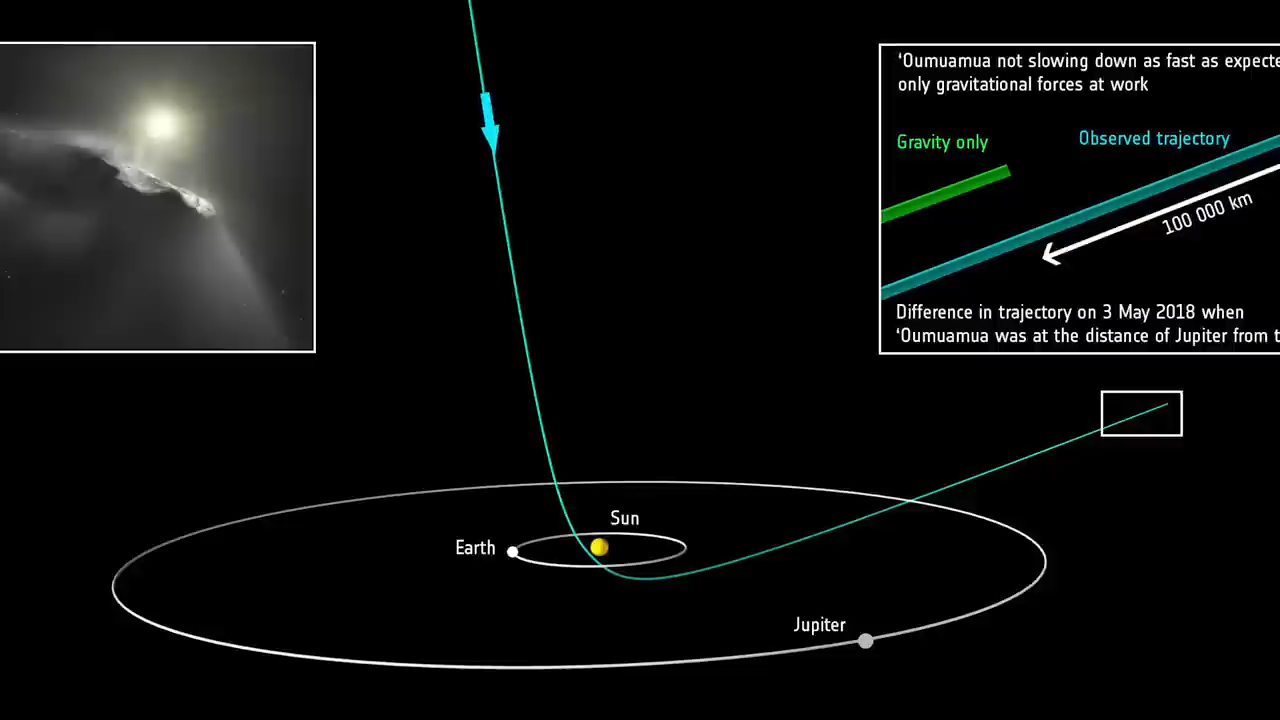 ‘Oumuamua not slowing down as fast as
only gravitational forces at work
Gravity only
Observed trajectory
100 000 km
Difference in trajectory on 3 May 2018 when
‘Oumuamua was at the distance of Jupiter from
Sun
Earth
Jupiter